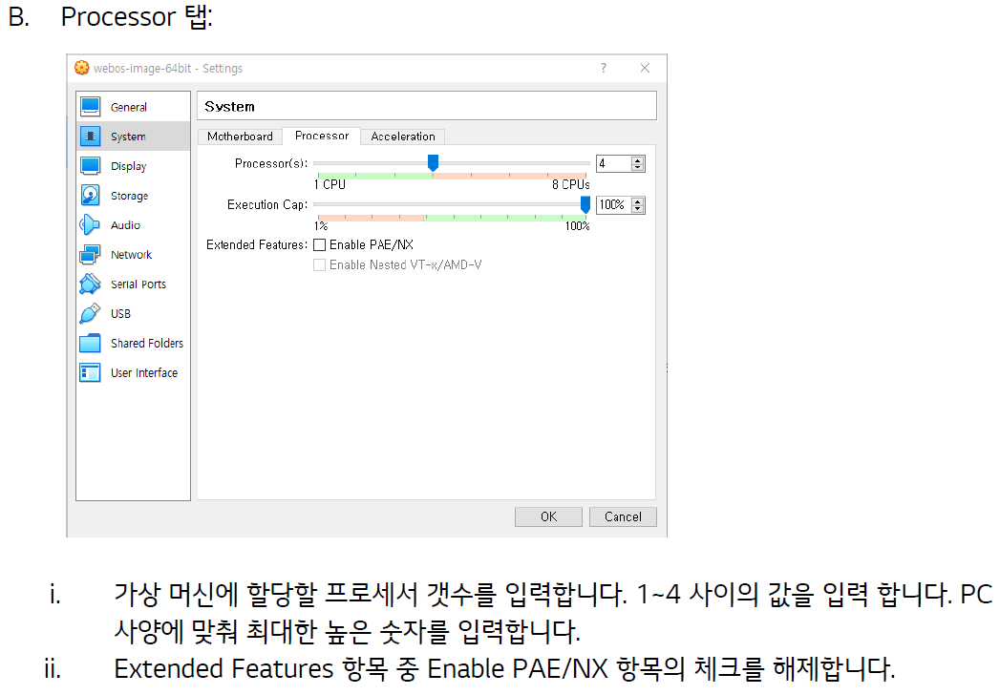 B. Processor 탭:
webos-image-64bit - Settings ? ×
General
System
Display
Storage
Audio
Network
Serial Ports
USB
Shared Folders
User Interface
System
Motherboard Processor Acceleration
Processor(s): 4
1 CPU 8 CPUs
Execution Cap: 100%
1% 100%
Extended Features: Enable PAE/NX
Enable Nested VT-x/AMD-V
OK Cancel
i. 가상 머신에 할당할 프로세서 갯수를 입력합니다. 1~4 사이의 값을 입력 합니다. PC
사양에 맞춰 최대한 높은 숫자를 입력합니다.
ii. Extended Features 항목 중 Enable PAE/NX 항목의 체크를 해제합니다.